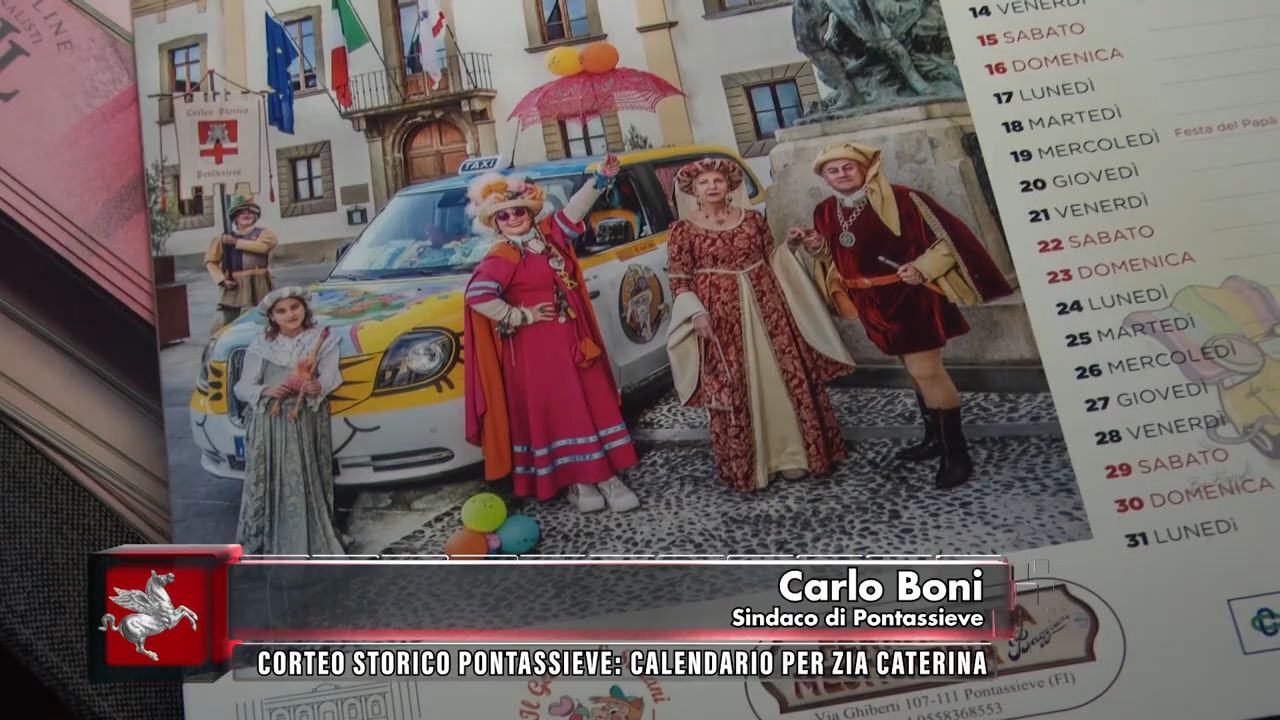 LINE
NALISTI
Corteo Storico
Pontassieve
TAXI
14 VENERDÌ
15 SABATO
16 DOMENICA
17 LUNEDÌ
18 MARTEDÌ
19 MERCOLEDÌ
Festa del Papà
20 GIOVEDÌ
21 VENERDÌ
22 SABATO
23 DOMENICA
24 LUNEDÌ
25 MARTEDÌ
26 MERCOLEDÌ
27 GIOVEDÌ
28 VENERDÌ
29 SABATO
30 DOMENICA
31 LUNEDÌ
Carlo Boni
Sindaco di Pontassieve
CORTEO STORICO PONTASSIEVE: CALENDARIO PER ZIA CATERINA
Via Ghiberti 107-111 Pontassieve (FI)
0558368553